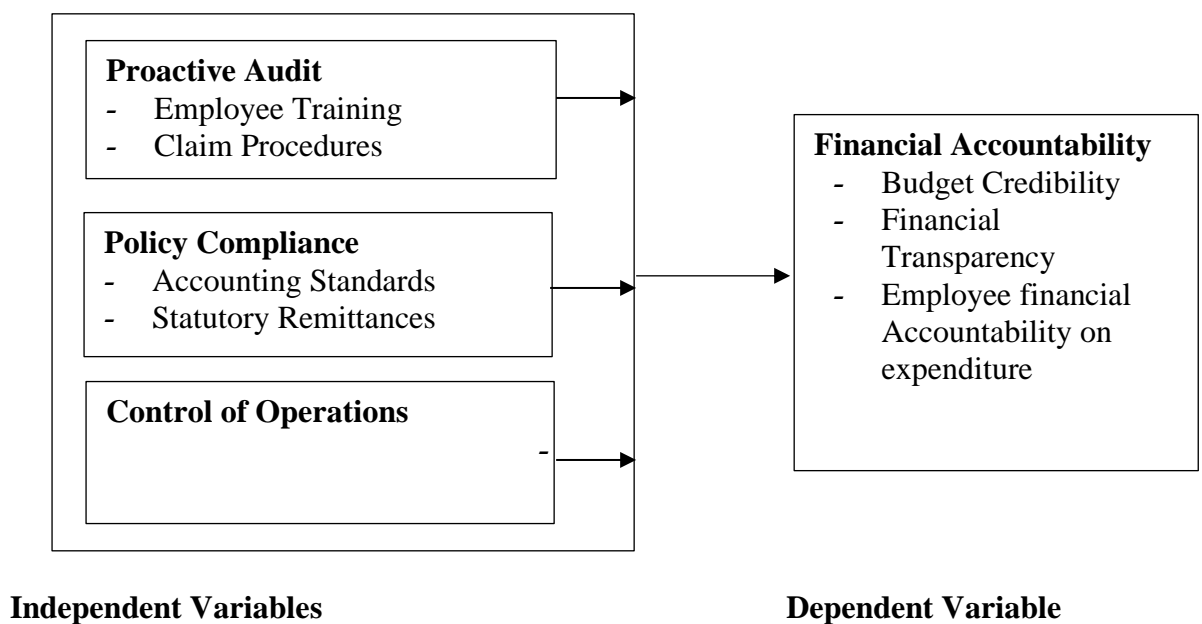 Proactive Audit
- Employee Training
- Claim Procedures
Policy Compliance
- Accounting Standards
- Statutory Remittances
Control of Operations
-
Financial Accountability
- Budget Credibility
- Financial
Transparency
- Employee financial
Accountability on
expenditure
Independent Variables
Dependent Variable